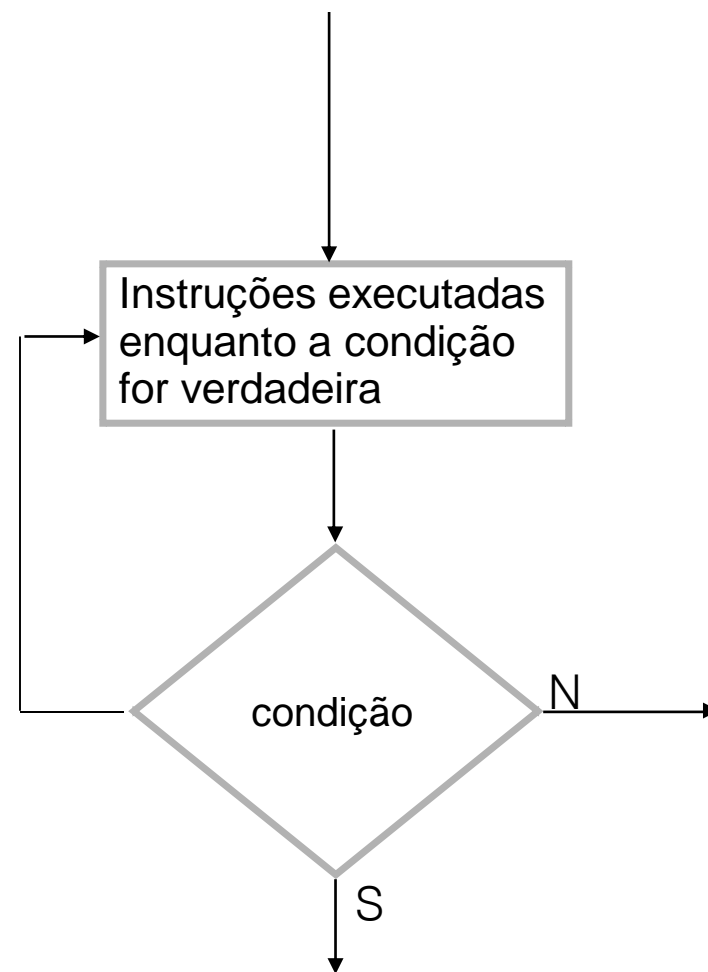 Instruções executadas
enquanto a condição
for verdadeira
condição
N
S